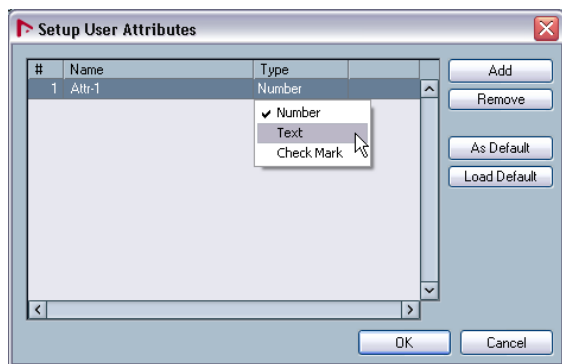 Setup User Attributes
# Name Type
1 Attr-1 Number
Number
Text
Check Mark
Add
Remove
As Default
Load Default
OK Cancel